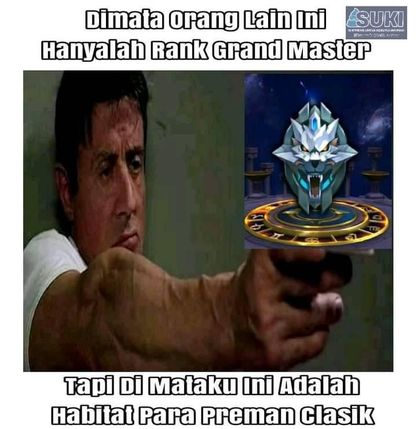 Dimata Orang Lain Ini
Hanyalah Rank Grand Master
SUKI
Tapi Di Mataku Ini Adalah
Habitat Para Preman Clasik